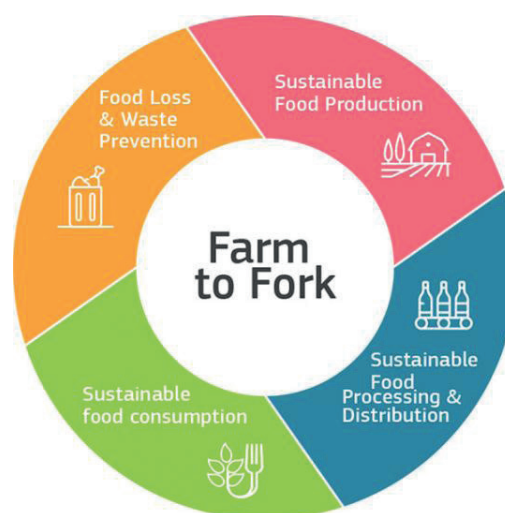 Food Loss
& Waste
Prevention
Sustainable
Food Production
Farm
to Fork
Sustainable
Food
Processing &
Distribution
Sustainable
food consumption